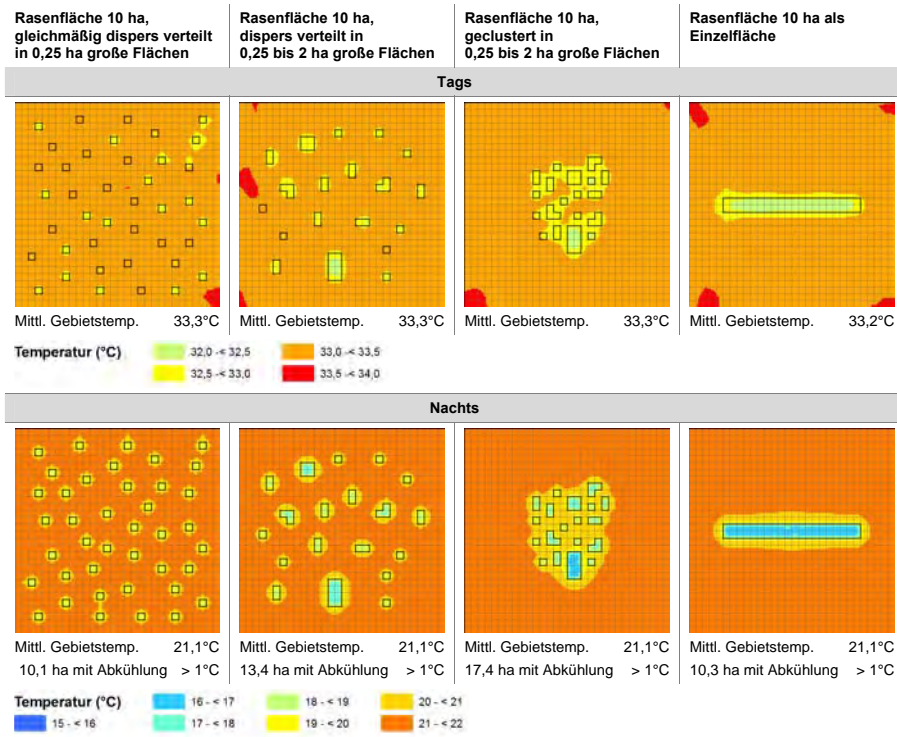 Rasenfläche 10 ha,
gleichmäßig dispers verteilt
in 0,25 ha große Flächen
Rasenfläche 10 ha,
dispers verteilt in
0,25 bis 2 ha große Flächen
Rasenfläche 10 ha,
geclustert in
0,25 bis 2 ha große Flächen
Rasenfläche 10 ha als
Einzelfläche
Tags
Mittl. Gebietstemp. 33,3°C
Mittl. Gebietstemp. 33,3°C
Mittl. Gebietstemp. 33,3°C
Mittl. Gebietstemp. 33,2°C
Temperatur (°C)
32,0 -< 32,5
33,0 -< 33,5
32,5 -< 33,0
33,5 -< 34,0
Nachts
Mittl. Gebietstemp. 21,1°C
10,1 ha mit Abkühlung > 1°C
Mittl. Gebietstemp. 21,1°C
13,4 ha mit Abkühlung > 1°C
Mittl. Gebietstemp. 21,1°C
17,4 ha mit Abkühlung > 1°C
Mittl. Gebietstemp. 21,1°C
10,3 ha mit Abkühlung > 1°C
Temperatur (°C)
16 - < 17
18 - < 19
20 - < 21
15 - < 16
17 - < 18
19 - < 20
21 - < 22